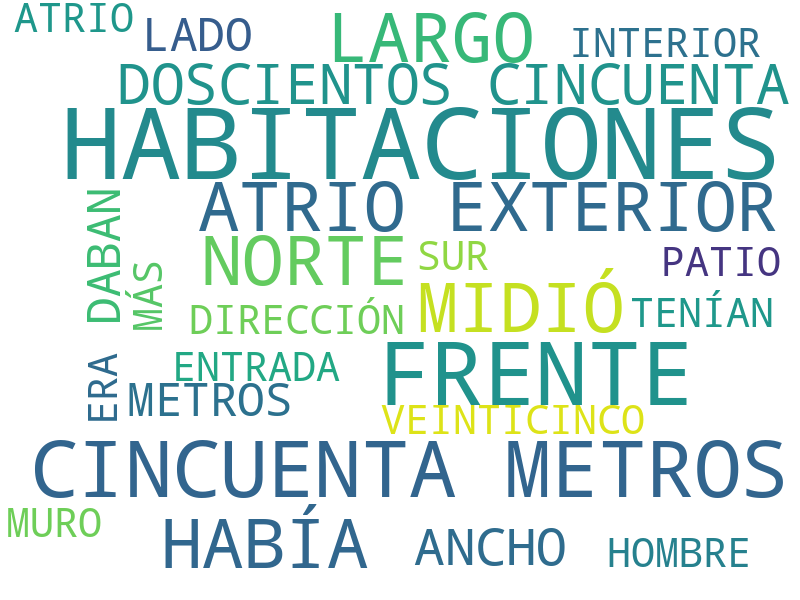 ATRIO
LADO
LARGO
INTERIOR
DOSCIENTOS CINCUENTA
HABITACIONES
ATRIO EXTERIOR
DABAN
NORTE
SUR
PATIO
MÁS
DIRECCIÓN
MIDIÓ
TENÍAN
ENTRADA
FRENTE
ERA
METROS
VEINTICINCO
CINCUENTA METROS
MURO
HABÍA
ANCHO
HOMBRE